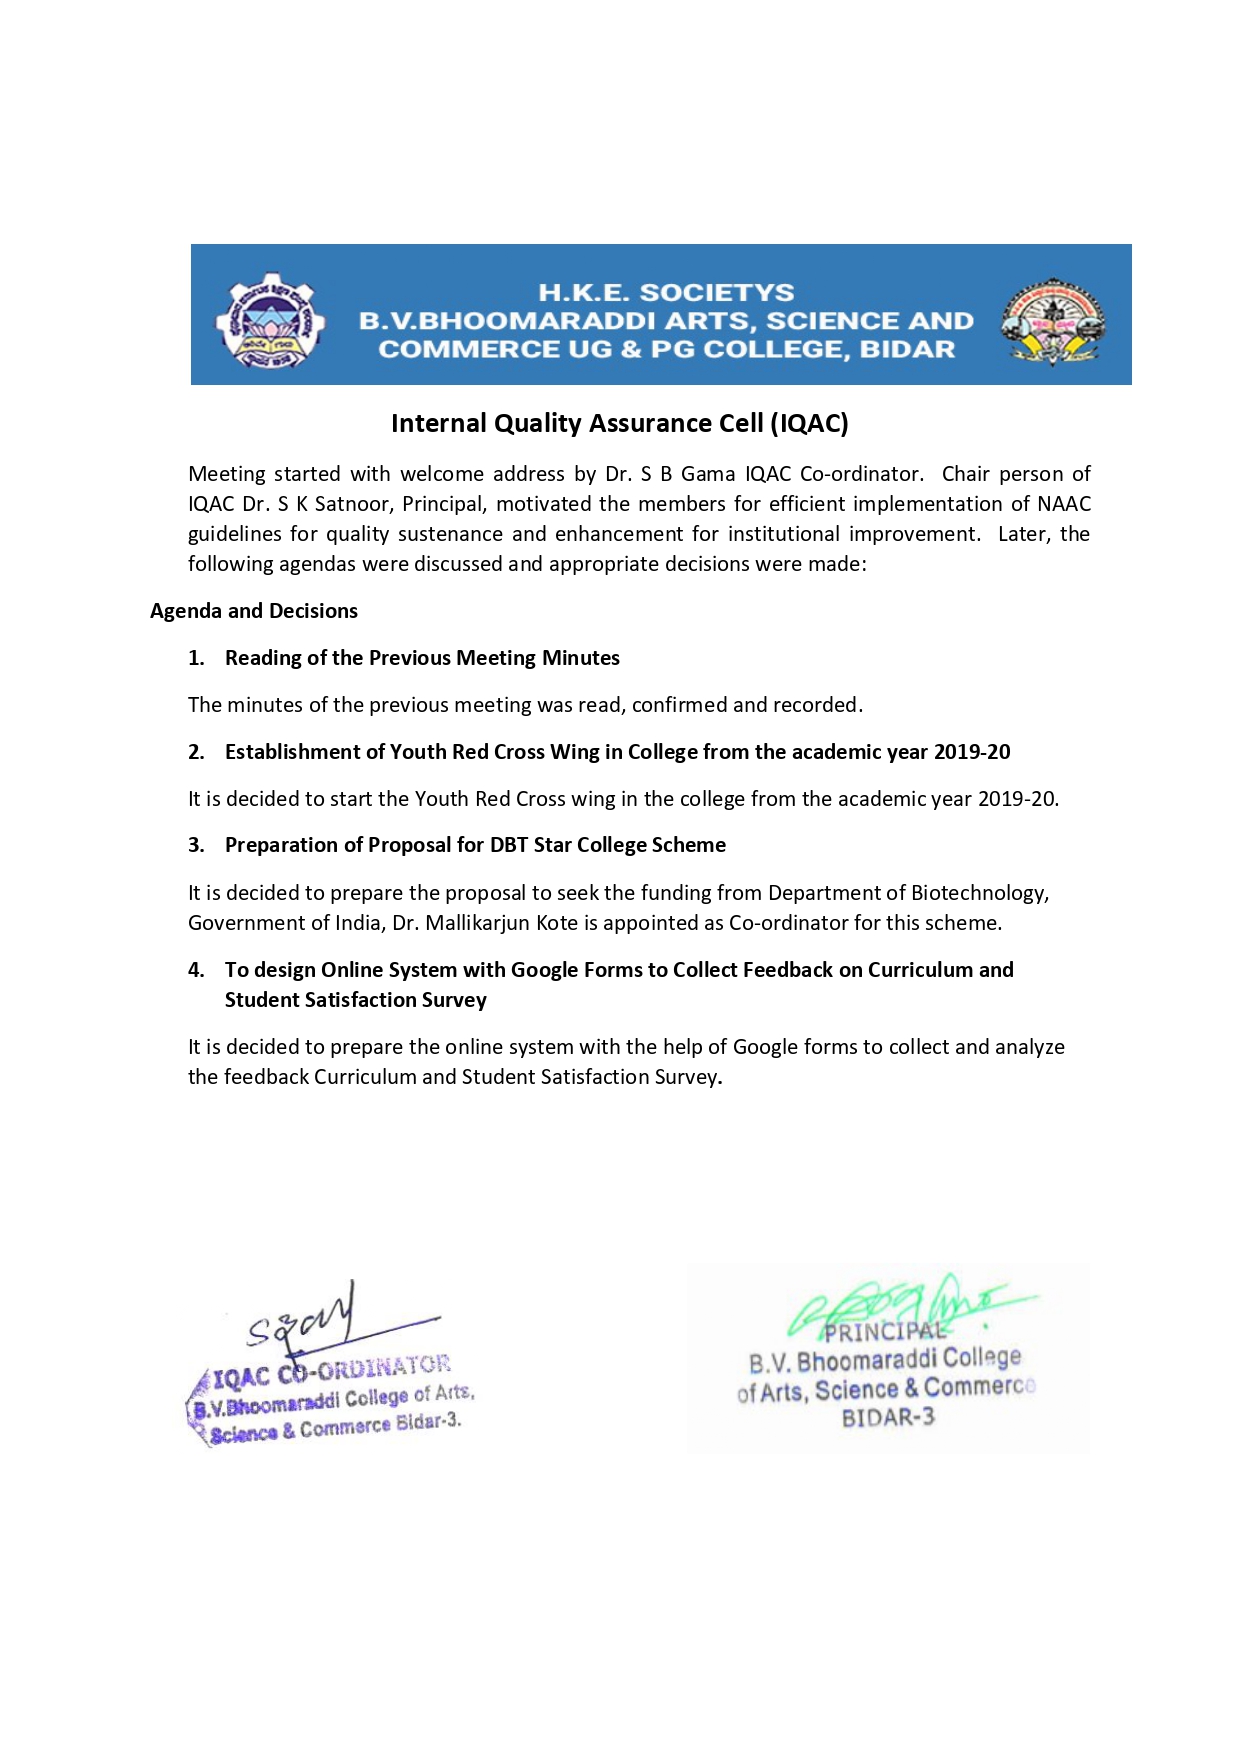 H.K.E. SOCIETYS
B.V.BHOOMARADDI ARTS, SCIENCE AND
COMMERCE UG & PG COLLEGE, BIDAR
Internal Quality Assurance Cell (IQAC)
Meeting started with welcome address by Dr. S B Gama IQAC Co-ordinator. Chair person of
IQAC Dr. S K Satnoor, Principal, motivated the members for efficient implementation of NAAC
guidelines for quality sustenance and enhancement for institutional improvement. Later, the
following agendas were discussed and appropriate decisions were made:
Agenda and Decisions
1. Reading of the Previous Meeting Minutes
The minutes of the previous meeting was read, confirmed and recorded.
2. Establishment of Youth Red Cross Wing in College from the academic year 2019-20
It is decided to start the Youth Red Cross wing in the college from the academic year 2019-20.
3. Preparation of Proposal for DBT Star College Scheme
It is decided to prepare the proposal to seek the funding from Department of Biotechnology,
Government of India, Dr. Mallikarjun Kote is appointed as Co-ordinator for this scheme.
4. To design Online System with Google Forms to Collect Feedback on Curriculum and
Student Satisfaction Survey
It is decided to prepare the online system with the help of Google forms to collect and analyze
the feedback Curriculum and Student Satisfaction Survey.
IQAC CO-ORDINATOR
B.V.Bhoomaraddi College of Arts,
Science & Commerce Bidar-3.
PRINCIPAL
B.V. Bhoomaraddi College
of Arts, Science & Commerce
BIDAR-3